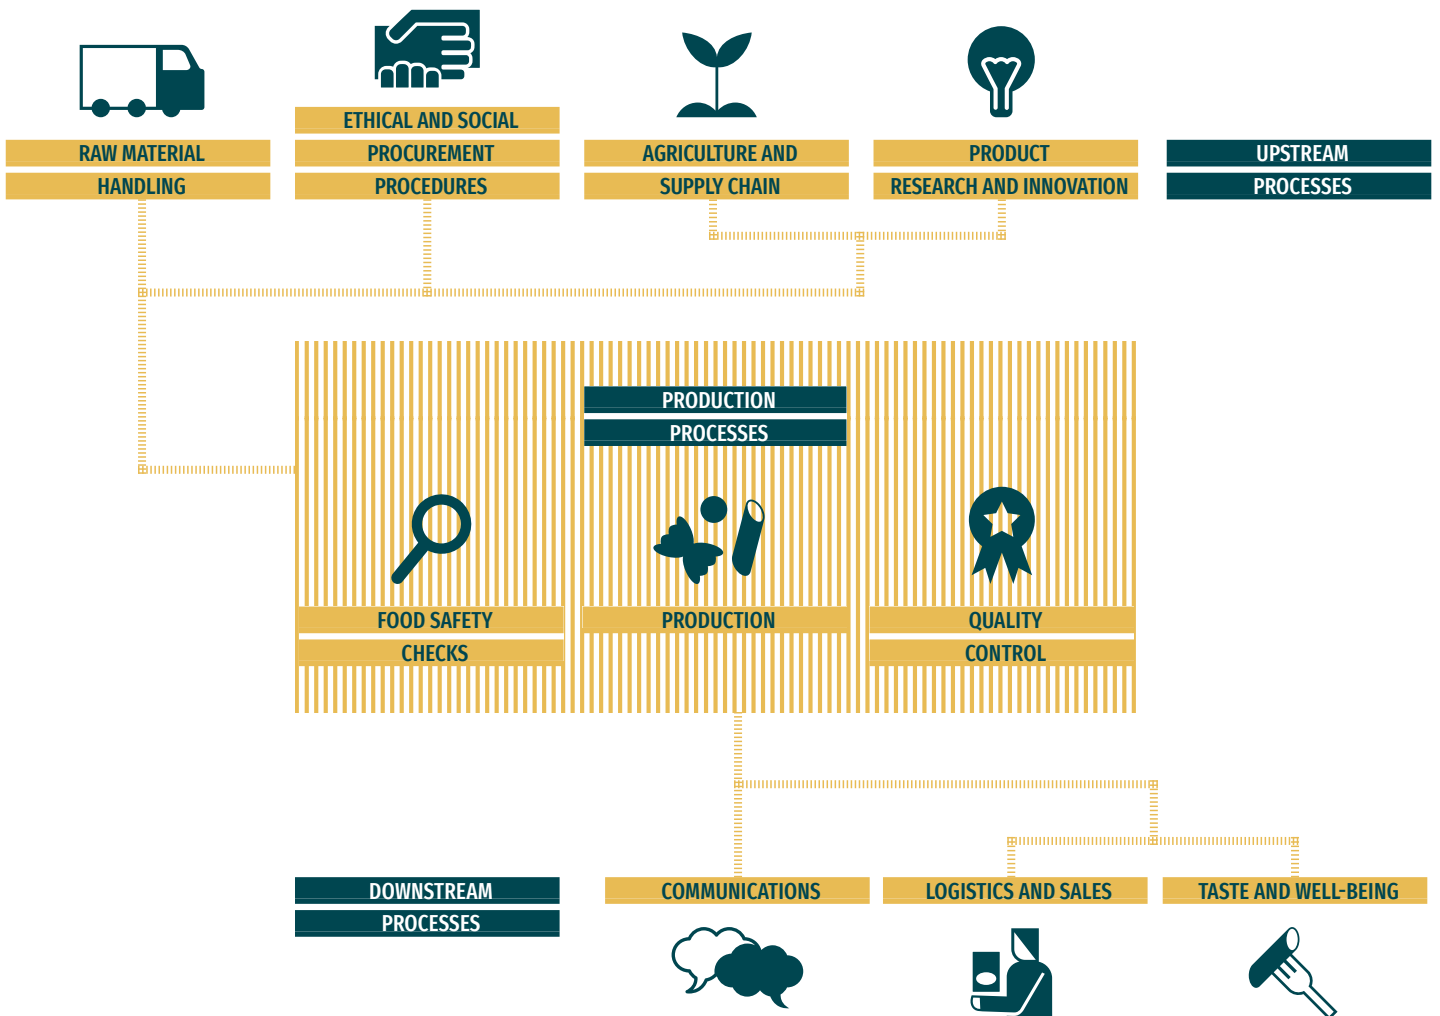 RAW MATERIAL
HANDLING
ETHICAL AND SOCIAL
PROCUREMENT
PROCEDURES
AGRICULTURE AND
SUPPLY CHAIN
PRODUCT
RESEARCH AND INNOVATION
UPSTREAM
PROCESSES
PRODUCTION
PROCESSES
FOOD SAFETY
CHECKS
PRODUCTION
QUALITY
CONTROL
DOWNSTREAM
PROCESSES
COMMUNICATIONS
LOGISTICS AND SALES
TASTE AND WELL-BEING